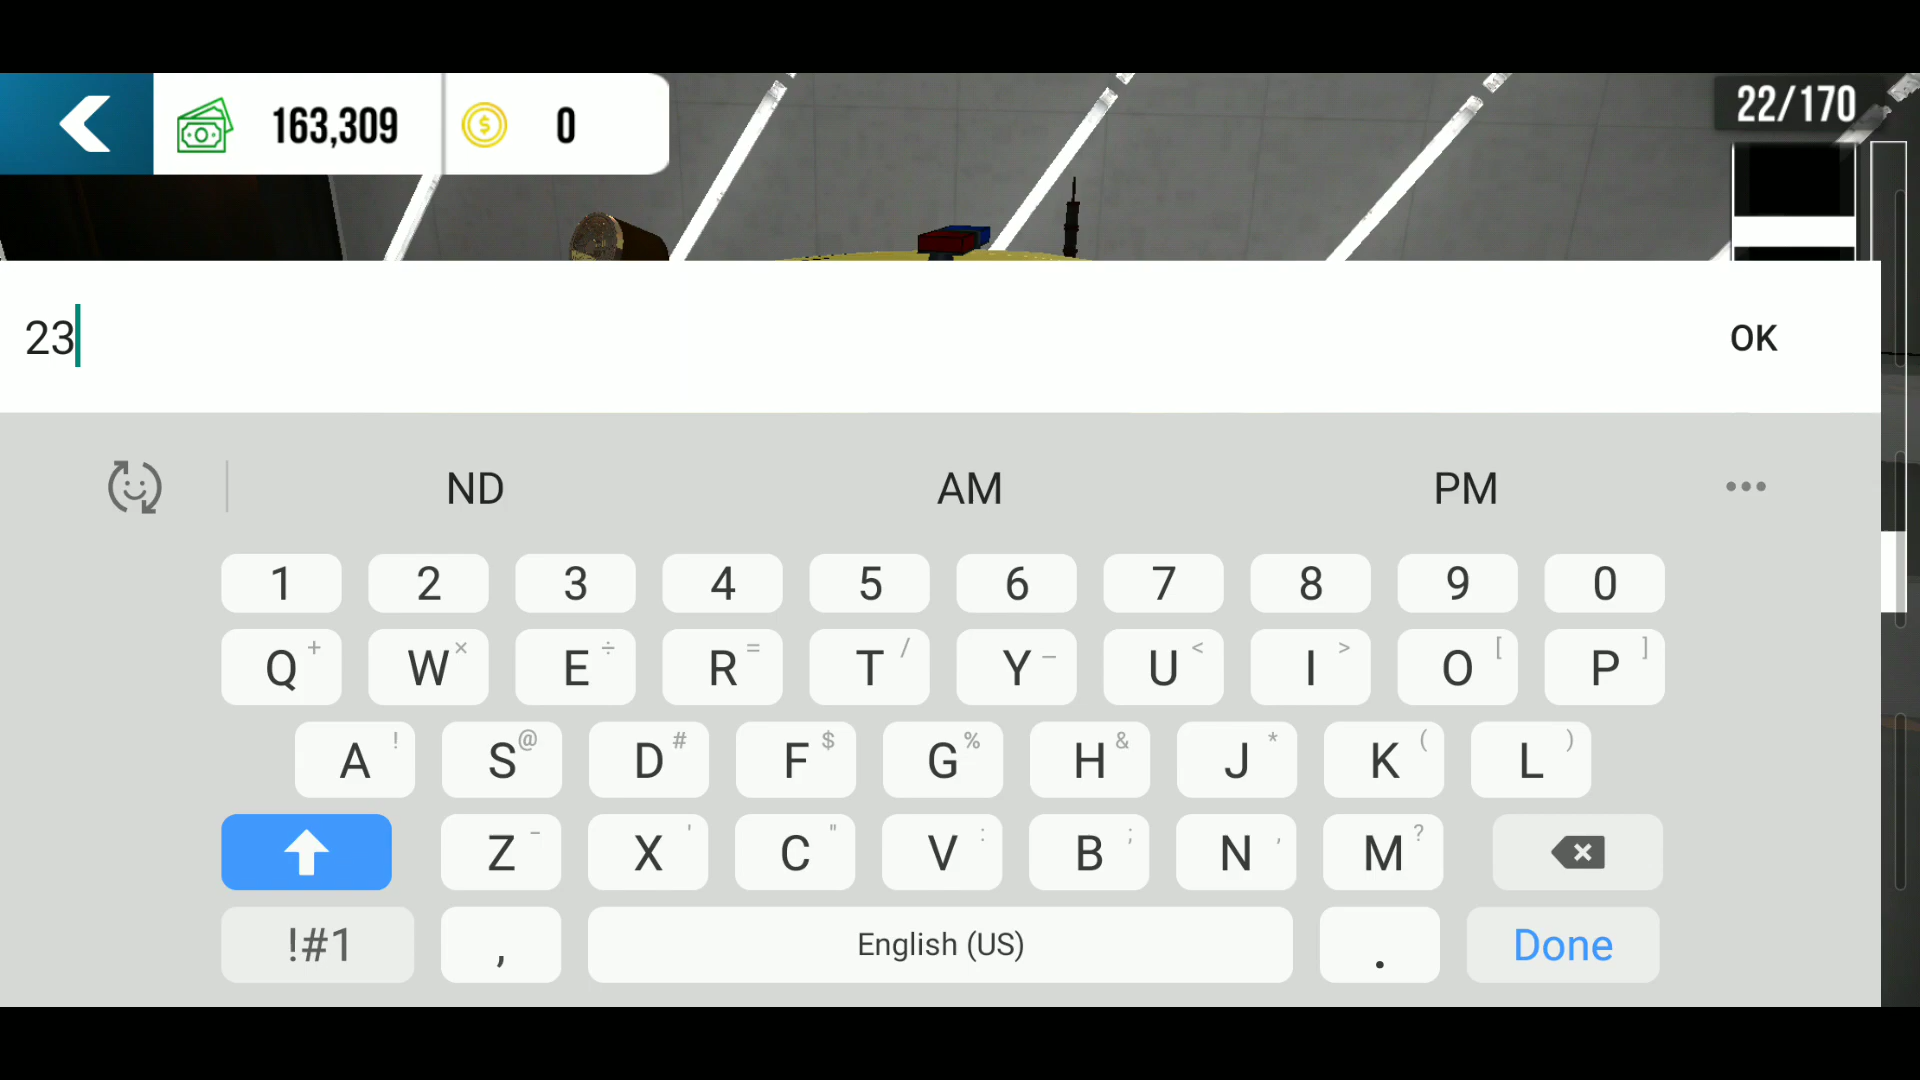 163,309 0 22/170
23 OK
ND AM PM
1 2 3 4 5 6 7 8 9 0
Q + W × E ÷ R = T / Y _ U < I > O [ P ]
A ! S @ D # F $ G % H & J * K ( L )
Z - X ' C " V : B ; N , M ?
!#1 , English (US) . Done